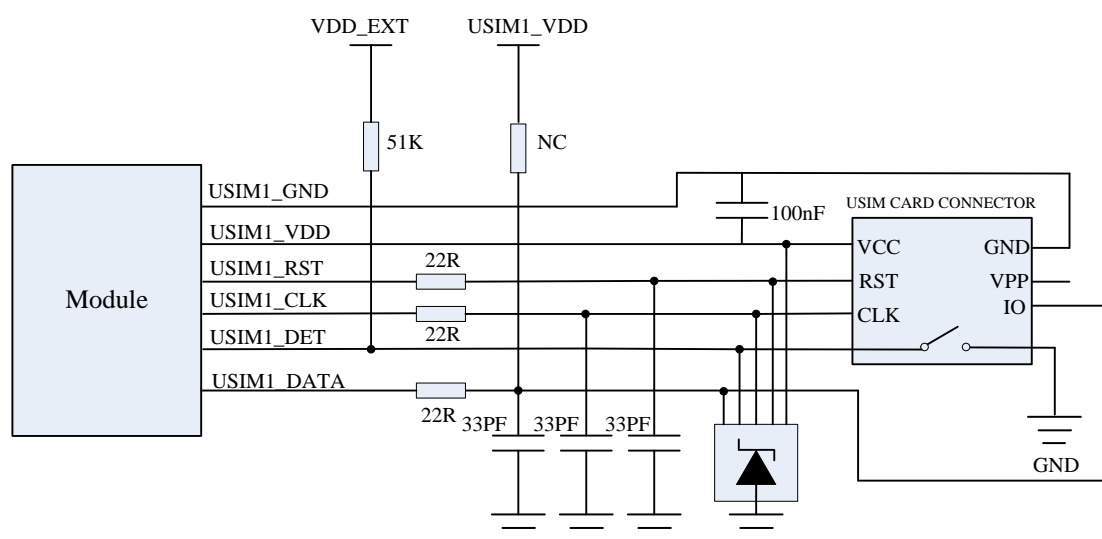 VDD_EXT
USIM1_VDD
51K
NC
USIM1_GND
100nF
USIM CARD CONNECTOR
USIM1_VDD
VCC
GND
USIM1_RST
22R
RST
VPP
Module
USIM1_CLK
22R
CLK
IO
USIM1_DET
USIM1_DATA
22R
33PF
33PF
33PF
GND